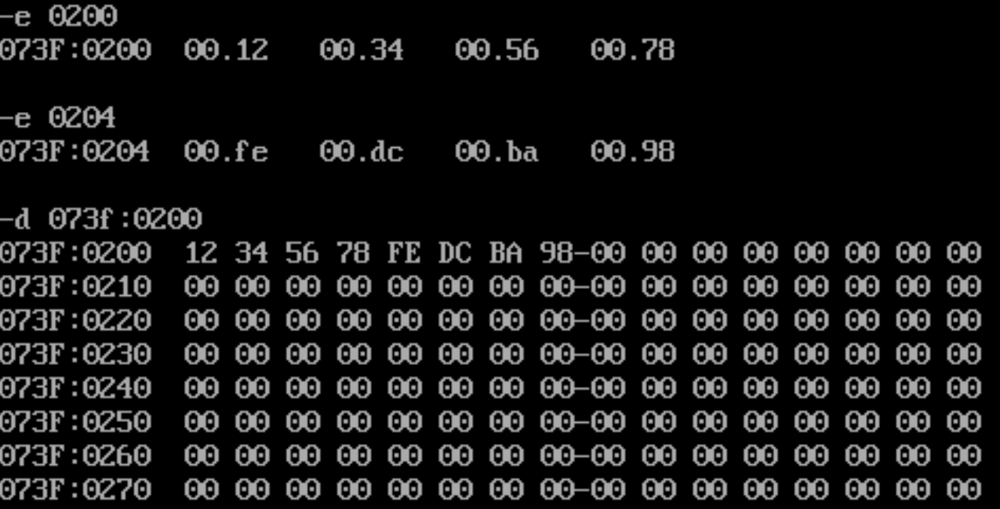 -e 0200
073F:0200  00.12   00.34   00.56   00.78
-e 0204
073F:0204  00.fe   00.dc   00.ba   00.98
-d 073f:0200
073F:0200  12 34 56 78 FE DC BA 98-00 00 00 00 00 00 00 00
073F:0210  00 00 00 00 00 00 00 00-00 00 00 00 00 00 00 00
073F:0220  00 00 00 00 00 00 00 00-00 00 00 00 00 00 00 00
073F:0230  00 00 00 00 00 00 00 00-00 00 00 00 00 00 00 00
073F:0240  00 00 00 00 00 00 00 00-00 00 00 00 00 00 00 00
073F:0250  00 00 00 00 00 00 00 00-00 00 00 00 00 00 00 00
073F:0260  00 00 00 00 00 00 00 00-00 00 00 00 00 00 00 00
073F:0270  00 00 00 00 00 00 00 00-00 00 00 00 00 00 00 00